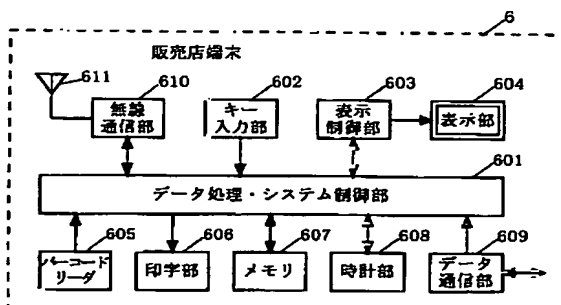 6
販売店端末
611
610
602
603
604
無線
通信部
キー
入力部
表示
制御部
表示部
601
データ処理・システム制御部
605
606
607
608
609
バーコード
リーダ
印字部
メモリ
時計部
データ
通信部